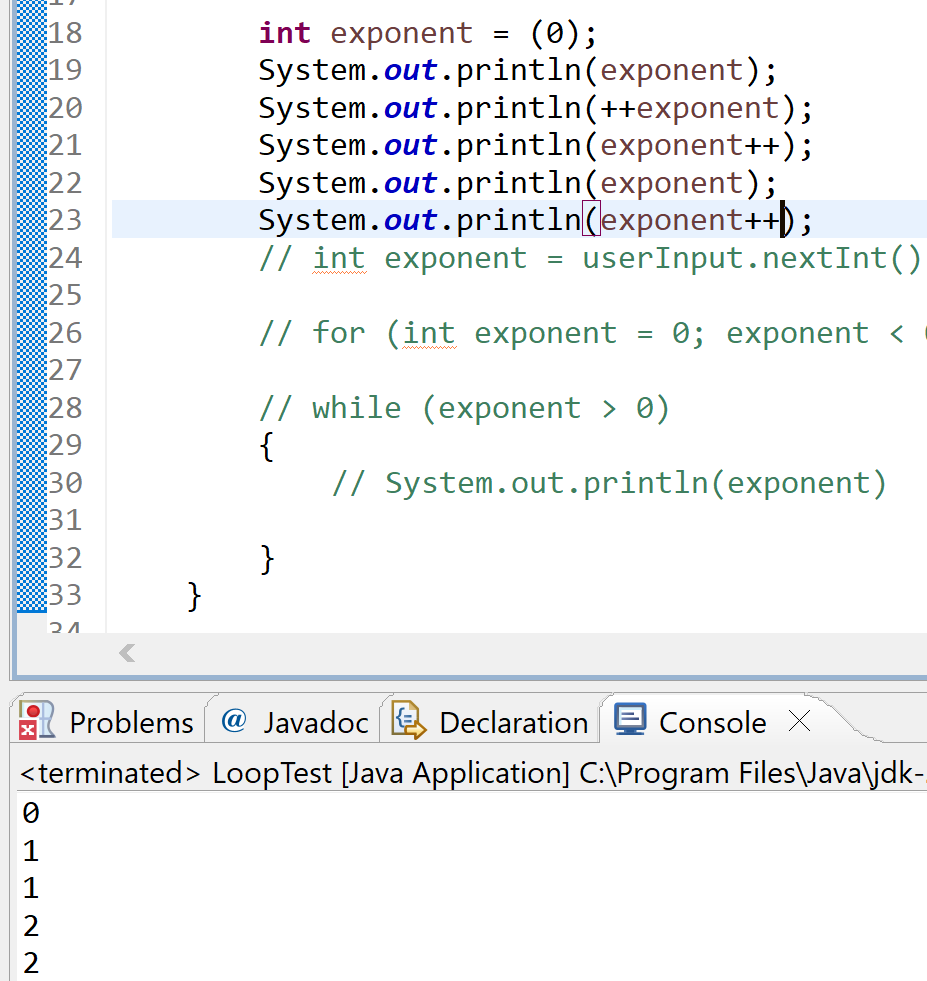 18 int exponent = (0);
19 System.out.println(exponent);
20 System.out.println(++exponent);
21 System.out.println(exponent++);
22 System.out.println(exponent);
23 System.out.println(exponent++);
24 // int exponent = userInput.nextInt()
25
26 // for (int exponent = 0; exponent <
27
28 // while (exponent > 0)
29 {
30 // System.out.println(exponent)
31
32 }
33 }
34
Problems @ Javadoc Declaration Console
<terminated> LoopTest [Java Application] C:\Program Files\Java\jdk-
0
1
1
2
2